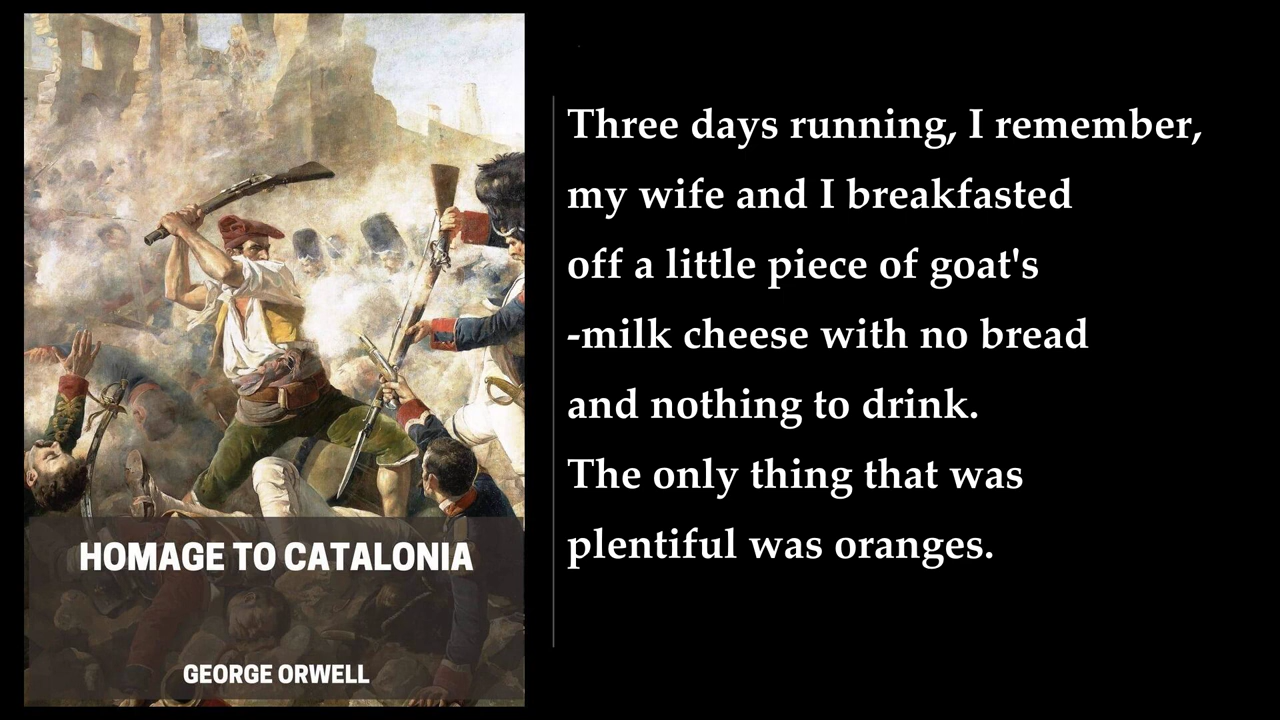 HOMAGE TO CATALONIA
GEORGE ORWELL
Three days running, I remember,
my wife and I breakfasted
off a little piece of goat's
-milk cheese with no bread
and nothing to drink.
The only thing that was
plentiful was oranges.